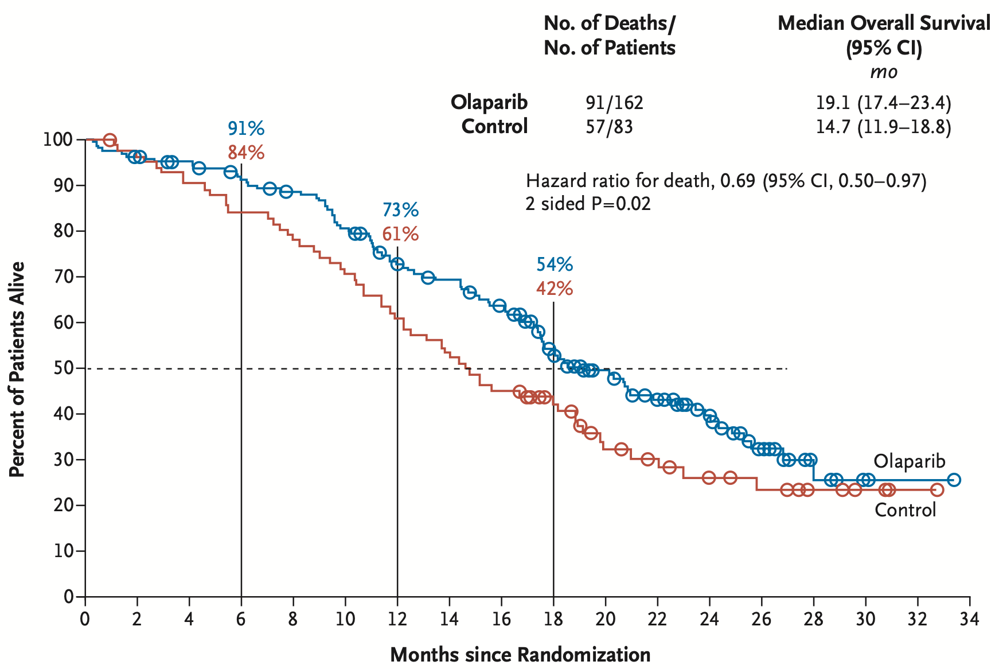 No. of Deaths/
No. of Patients
Median Overall Survival
(95% CI)
mo
Olaparib 91/162 19.1 (17.4–23.4)
Control 57/83 14.7 (11.9–18.8)
Hazard ratio for death, 0.69 (95% CI, 0.50–0.97)
2 sided P=0.02
91%
84%
73%
61%
54%
42%
Percent of Patients Alive
100
90
80
70
60
50
40
30
20
10
0
Olaparib
Control
0 2 4 6 8 10 12 14 16 18 20 22 24 26 28 30 32 34
Months since Randomization